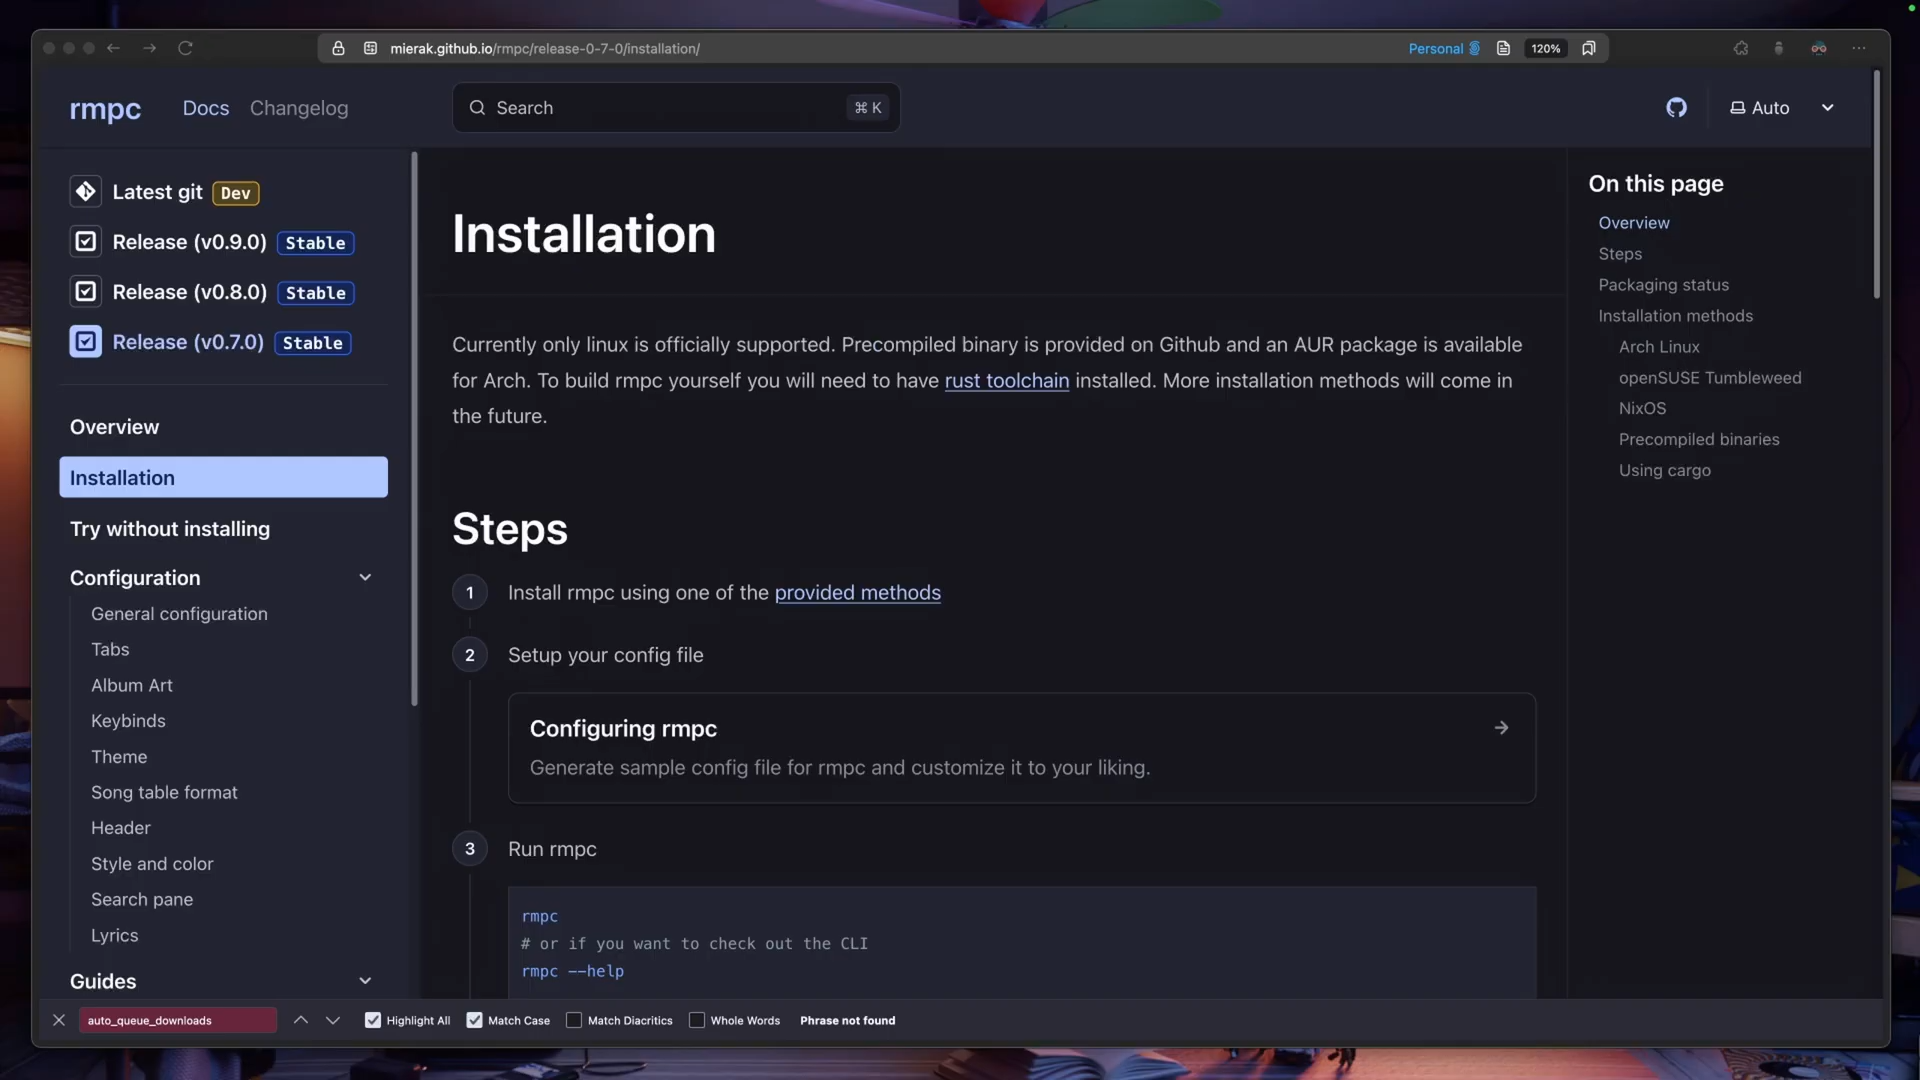 mierak.github.io/rmpc/release-0-7-0/installation/
Personal
120%
rmpc
Docs
Changelog
Search
⌘ K
Auto
Latest git Dev
Release (v0.9.0) Stable
Release (v0.8.0) Stable
Release (v0.7.0) Stable
Overview
Installation
Try without installing
Configuration
General configuration
Tabs
Album Art
Keybinds
Theme
Song table format
Header
Style and color
Search pane
Lyrics
Guides
Installation
Currently only linux is officially supported. Precompiled binary is provided on Github and an AUR package is available
for Arch. To build rmpc yourself you will need to have rust toolchain installed. More installation methods will come in
the future.
Steps
1 Install rmpc using one of the provided methods
2 Setup your config file
Configuring rmpc
Generate sample config file for rmpc and customize it to your liking.
3 Run rmpc
rmpc
# or if you want to check out the CLI
rmpc --help
On this page
Overview
Steps
Packaging status
Installation methods
Arch Linux
openSUSE Tumbleweed
NixOS
Precompiled binaries
Using cargo
auto_queue_downloads
Highlight All
Match Case
Match Diacritics
Whole Words
Phrase not found